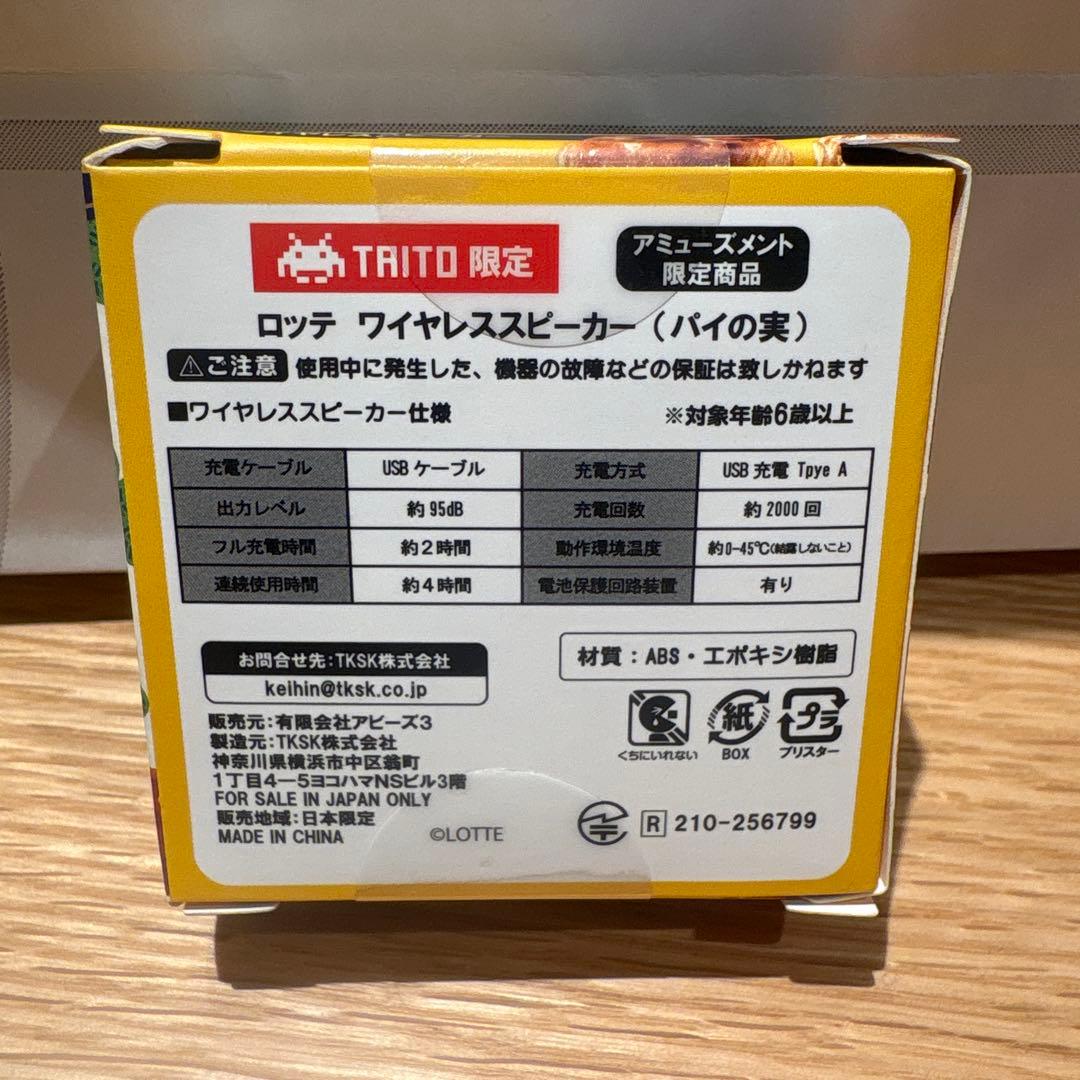 TAITO 限定
アミューズメント
限定商品
ロッテ ワイヤレススピーカー（パイの実）
⚠ご注意 使用中に発生した、機器の故障などの保証は致しかねます
■ワイヤレススピーカー仕様 ※対象年齢6歳以上
充電ケーブル USB ケーブル 充電方式 USB 充電 Tpye A
出力レベル 約 95dB 充電回数 約 2000 回
フル充電時間 約 2 時間 動作環境温度 約0-45℃(結露しないこと)
連続使用時間 約 4 時間 電池保護回路装置 有り
お問合せ先：TKSK株式会社
keihin@tksk.co.jp
材質：ABS・エポキシ樹脂
くちにいれない
紙
BOX
プラ
ブリスター
販売元：有限会社アビーズ3
製造元：TKSK株式会社
神奈川県横浜市中区翁町
1丁目4−5ヨコハマNSビル3階
FOR SALE IN JAPAN ONLY
販売地域：日本限定
MADE IN CHINA
©LOTTE
R 210-256799